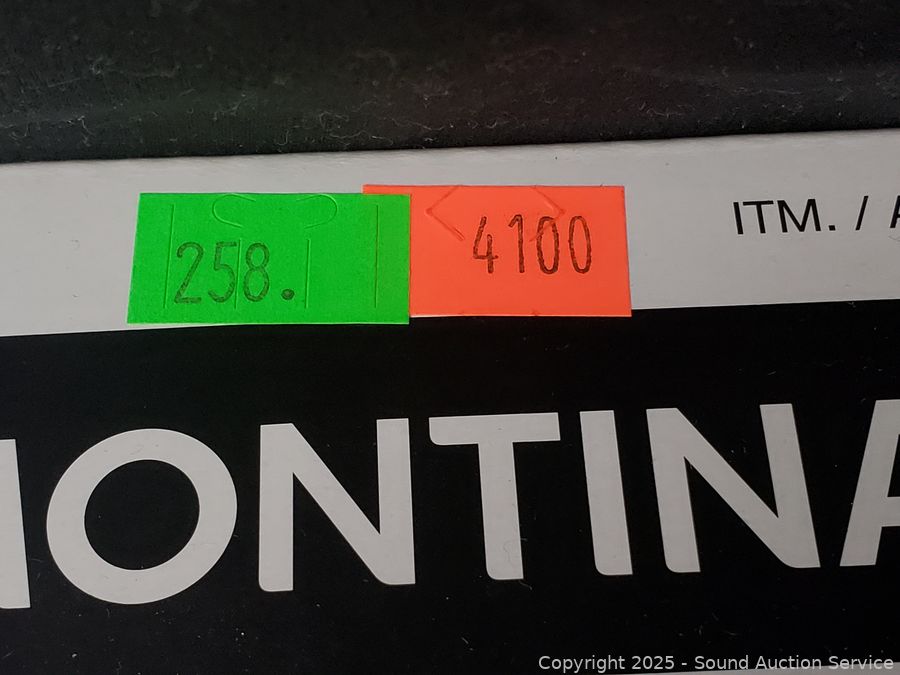 ITM. /
258.
4100
ONTINA
Copyright 2025 - Sound Auction Service